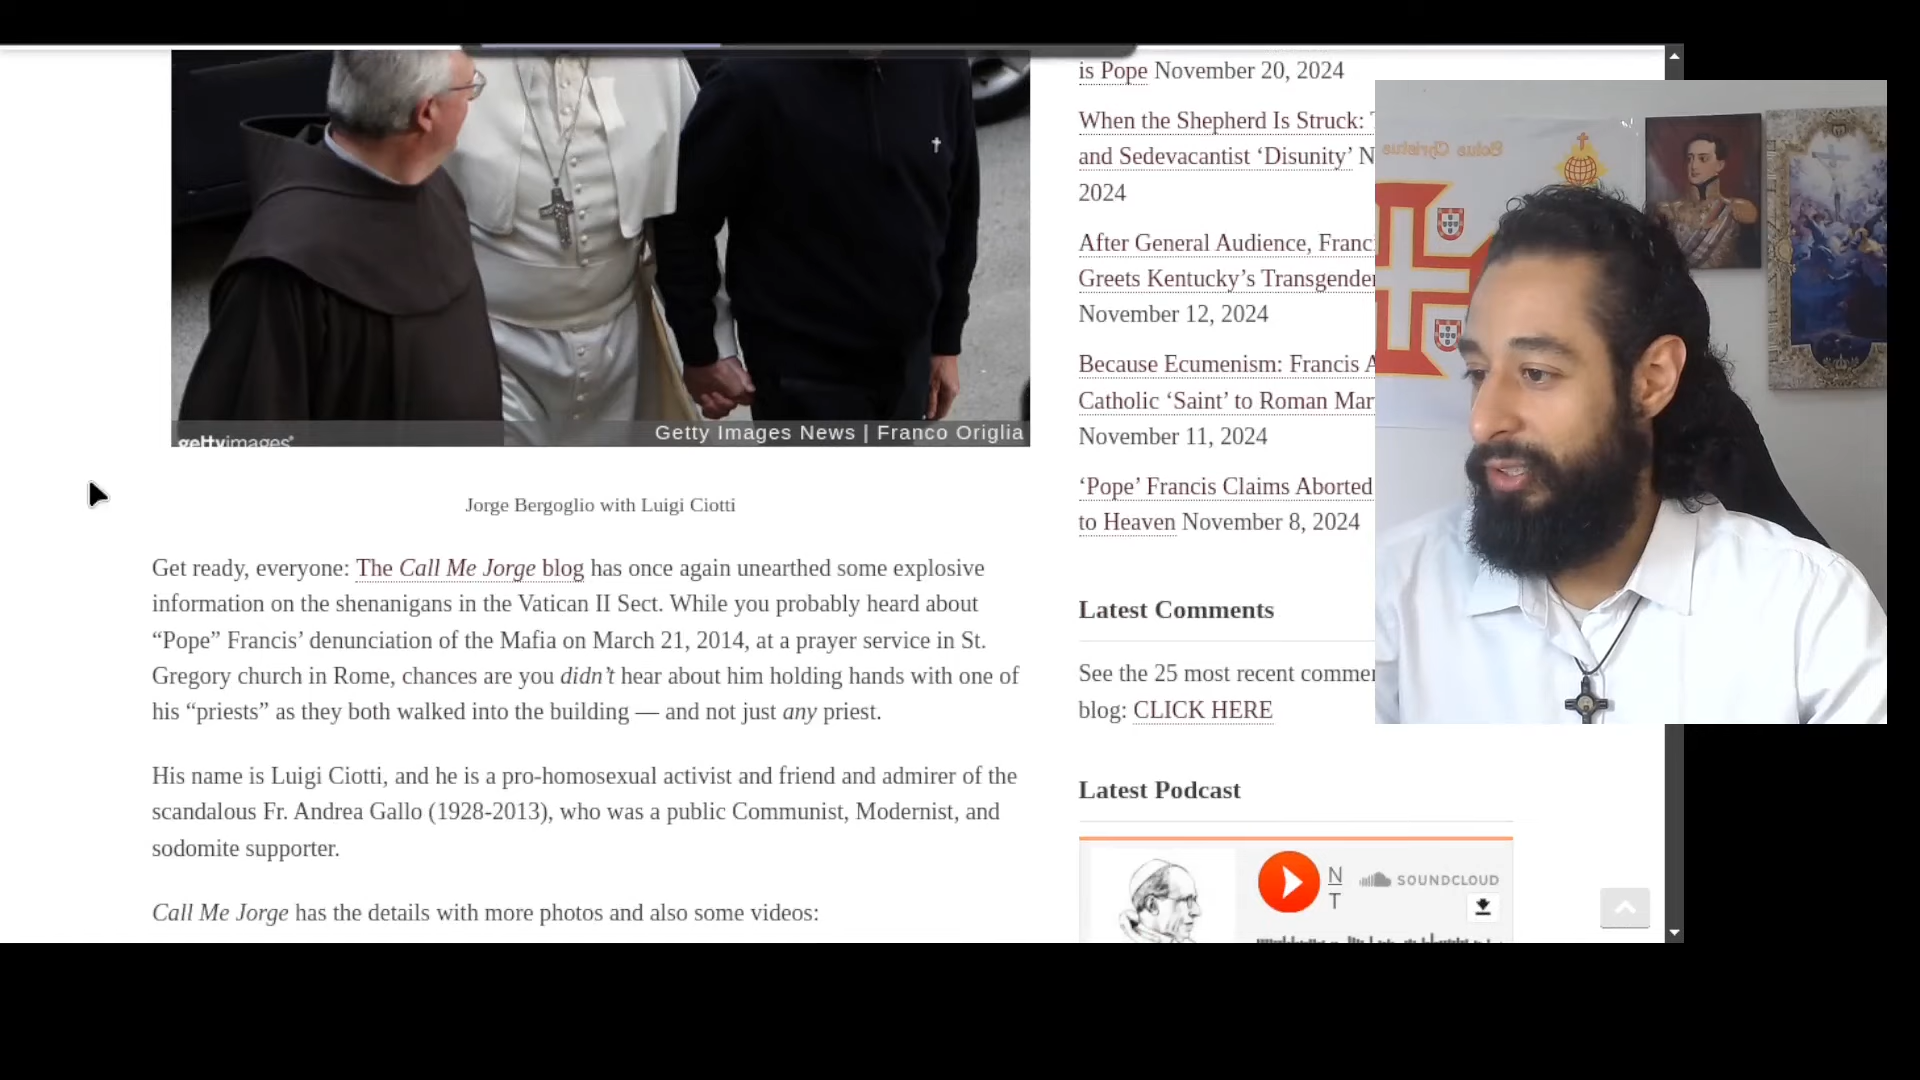 gettyimages®
Getty Images News | Franco Origlia
Jorge Bergoglio with Luigi Ciotti
Get ready, everyone: The Call Me Jorge blog has once again unearthed some explosive
information on the shenanigans in the Vatican II Sect. While you probably heard about
“Pope” Francis’ denunciation of the Mafia on March 21, 2014, at a prayer service in St.
Gregory church in Rome, chances are you didn’t hear about him holding hands with one of
his “priests” as they both walked into the building — and not just any priest.
His name is Luigi Ciotti, and he is a pro-homosexual activist and friend and admirer of the
scandalous Fr. Andrea Gallo (1928-2013), who was a public Communist, Modernist, and
sodomite supporter.
Call Me Jorge has the details with more photos and also some videos:
is Pope November 20, 2024
When the Shepherd Is Struck:
and Sedevacantist ‘Disunity’
2024
After General Audience,
Greets Kentucky’s
November 12, 2024
Because Ecumenism: Francis
Catholic ‘Saint’ to Roman
November 11, 2024
‘Pope’ Francis Claims Aborted
to Heaven November 8, 2024
Latest Comments
See the 25 most recent
blog: CLICK HERE
Latest Podcast
N
T
SOUNDCLOUD
Solus Christus